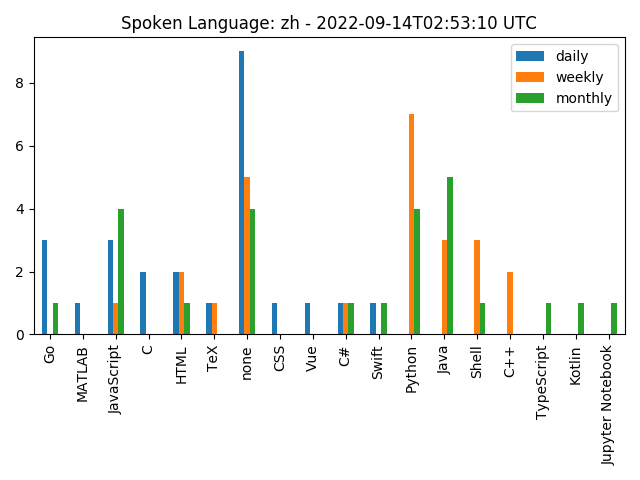 Spoken Language: zh - 2022-09-14T02:53:10 UTC
daily
weekly
monthly
8
6
4
2
0
Go
MATLAB
JavaScript
C
HTML
TeX
none
CSS
Vue
C#
Swift
Python
Java
Shell
C++
TypeScript
Kotlin
Jupyter Notebook